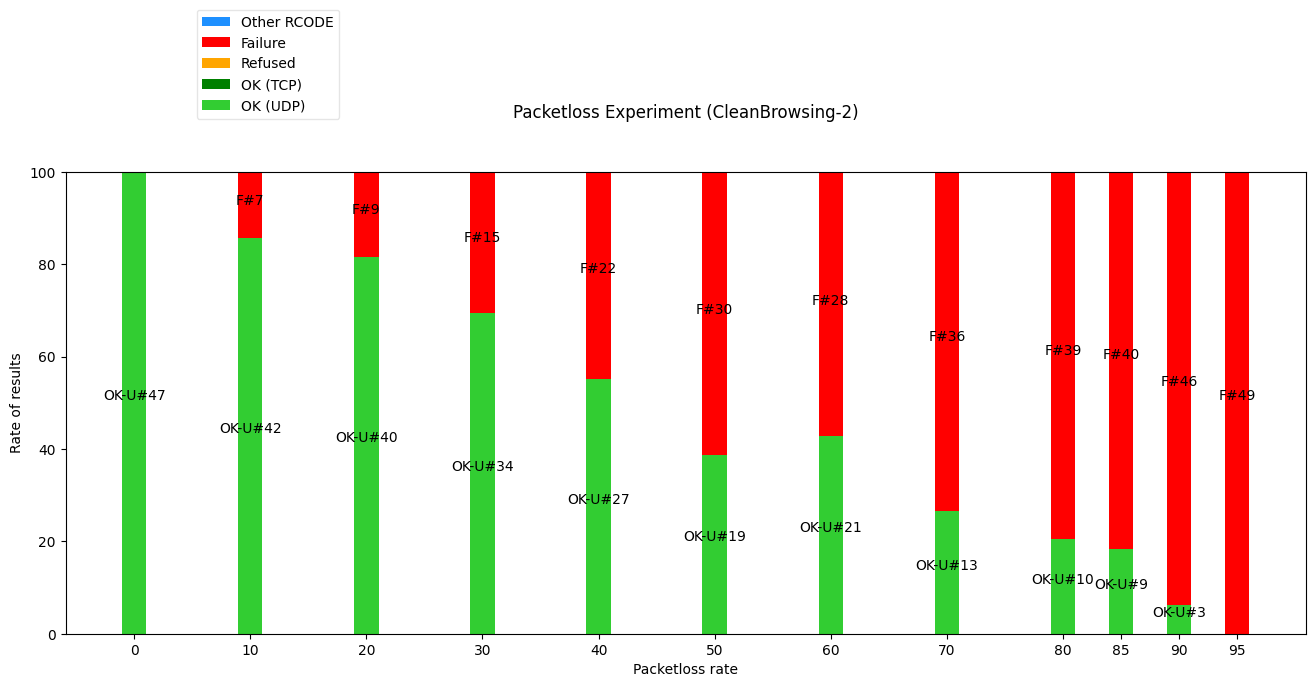 Other RCODE
Failure
Refused
OK (TCP)
OK (UDP)
Packetloss Experiment (CleanBrowsing-2)
Rate of results
100
80
60
40
20
0
F#7
F#9
F#15
F#22
F#30
F#28
F#36
F#39
F#40
F#46
F#49
OK-U#47
OK-U#42
OK-U#40
OK-U#34
OK-U#27
OK-U#19
OK-U#21
OK-U#13
OK-U#10
OK-U#9
OK-U#3
0 10 20 30 40 50 60 70 80 85 90 95
Packetloss rate